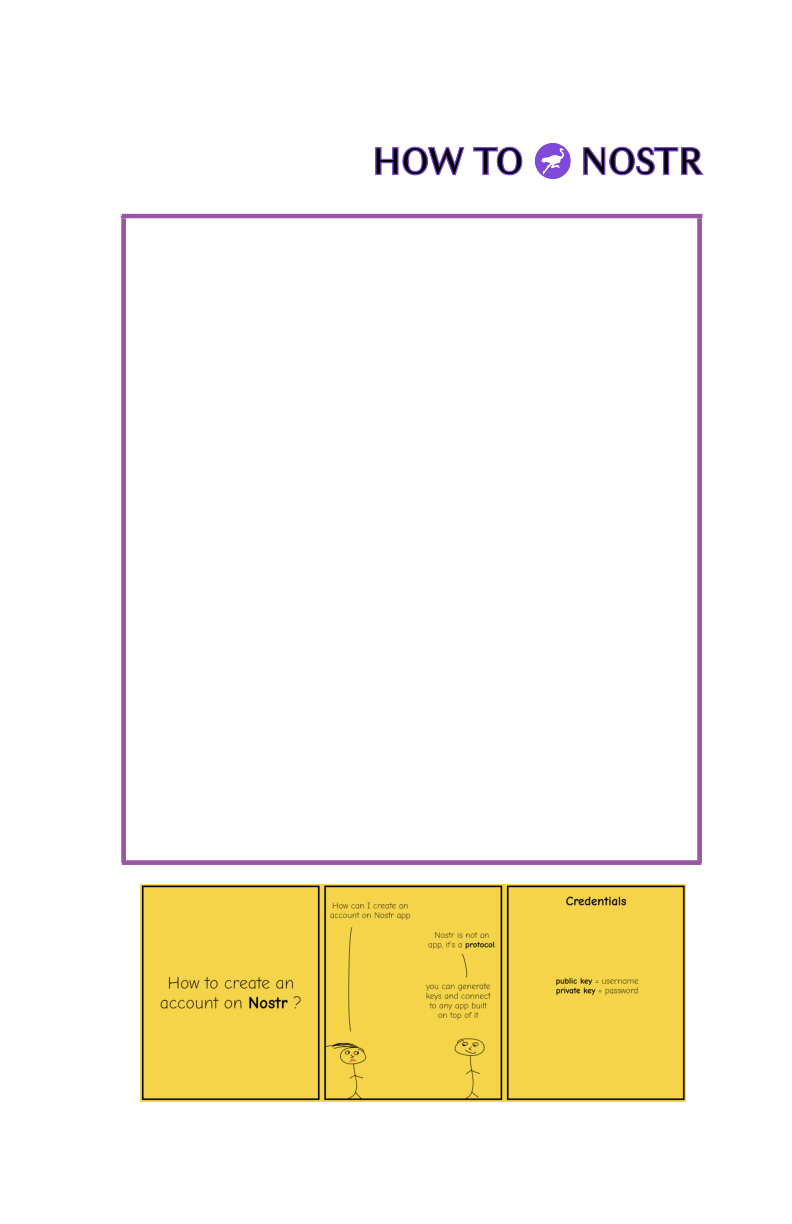 HOW TO NOSTR
How to create an
account on Nostr ?
How can I create an
account on Nostr app
Nostr is not an
app, it's a protocol.
you can generate
keys and connect
to any app built
on top of it
Credentials
public key = username
private key = password